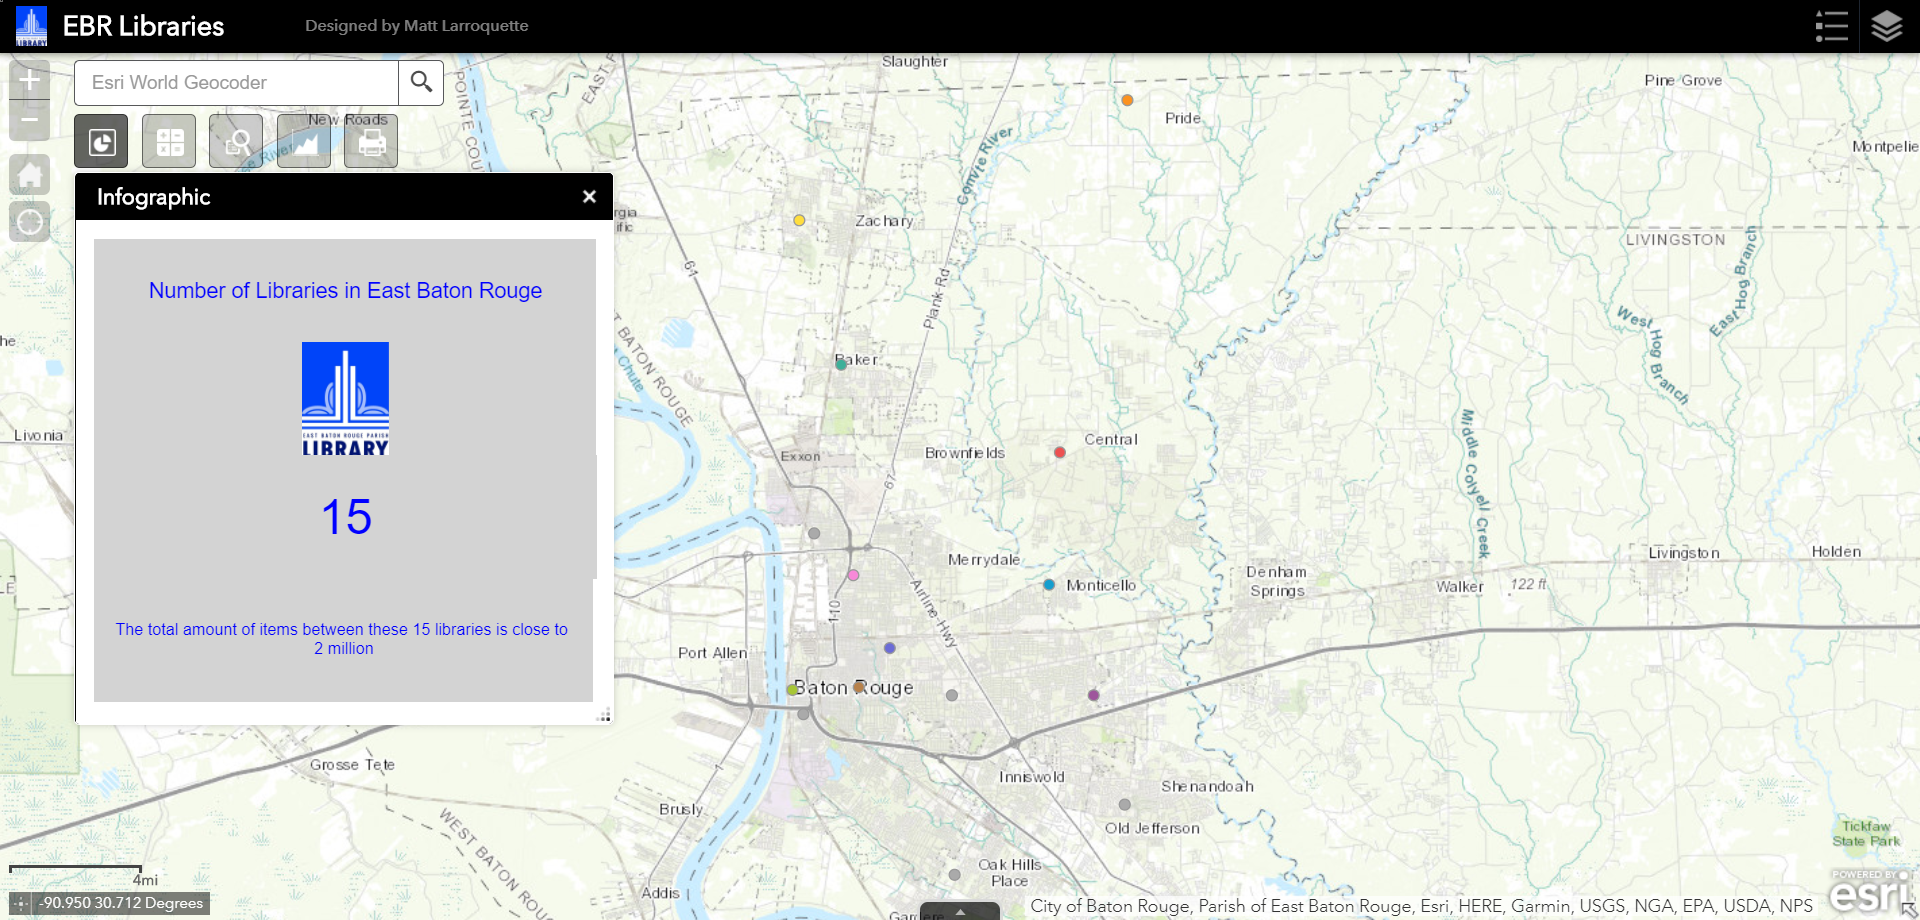 EBR Libraries
Designed by Matt Larroquette
Esri World Geocoder
Infographic
Number of Libraries in East Baton Rouge
EAST BATON ROUGE PARISH
LIBRARY
15
The total amount of items between these 15 libraries is close to
2 million
New Roads
Slaughter
Pride
Pine Grove
Zachary
LIVINGSTON
Comite River
Plank Rd
61
BATON ROUGE
Chute
Baker
West Hog Branch
East Hog Branch
Middle Colyel Creek
Livonia
Exxon
Brownfields
Central
67
Merrydale
Monticello
Denham
Springs
Walker
122 ft
Livingston
Holden
110
Airline Hwy
Port Allen
Baton Rouge
Grosse Tete
Brusly
WEST BATON ROUGE
1
Inniswold
Shenandoah
Old Jefferson
Oak Hills
Place
Addis
Tickfaw
State Park
4mi
-90.950 30.712 Degrees
City of Baton Rouge, Parish of East Baton Rouge, Esri, HERE, Garmin, USGS, NGA, EPA, USDA, NPS
POWERED BY
esri